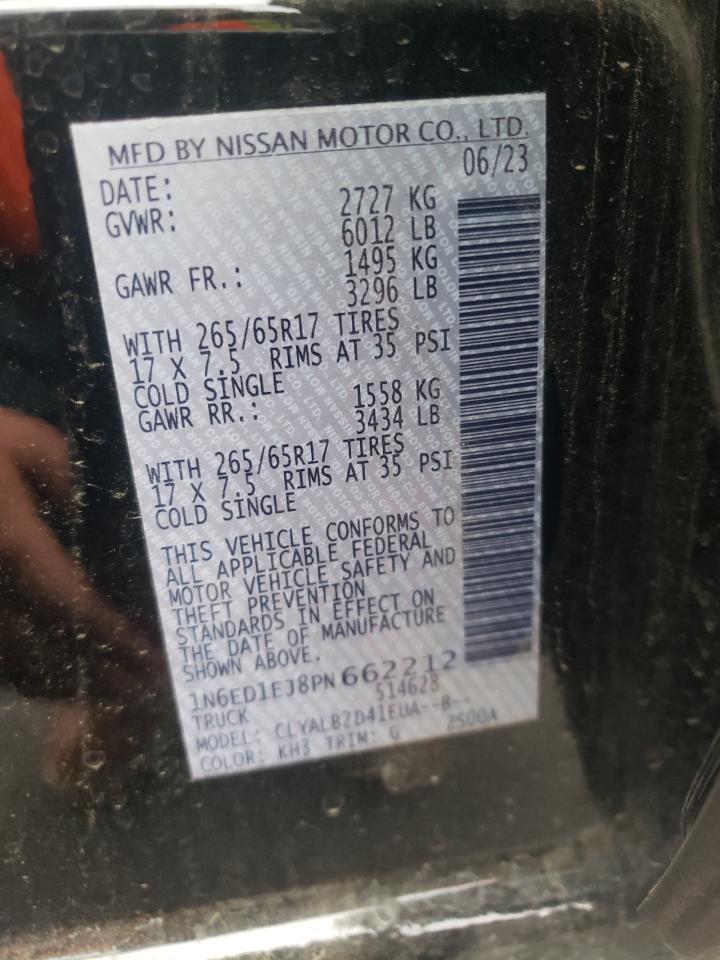 MFD BY NISSAN MOTOR CO., LTD.
DATE: 06/23
GVWR: 2727 KG
6012 LB
GAWR FR.: 1495 KG
3296 LB
WITH 265/65R17 TIRES
17 X 7.5 RIMS AT 35 PSI
COLD SINGLE
GAWR RR.: 1558 KG
3434 LB
WITH 265/65R17 TIRES
17 X 7.5 RIMS AT 35 PSI
COLD SINGLE
THIS VEHICLE CONFORMS TO
ALL APPLICABLE FEDERAL
MOTOR VEHICLE SAFETY AND
THEFT PREVENTION
STANDARDS IN EFFECT ON
THE DATE OF MANUFACTURE
SHOWN ABOVE.
1N6ED1EJ8PN 662212
TRUCK 514628
MODEL: CLYALBZD41EUA--B--
COLOR: KH3 TRIM: G 2S00A